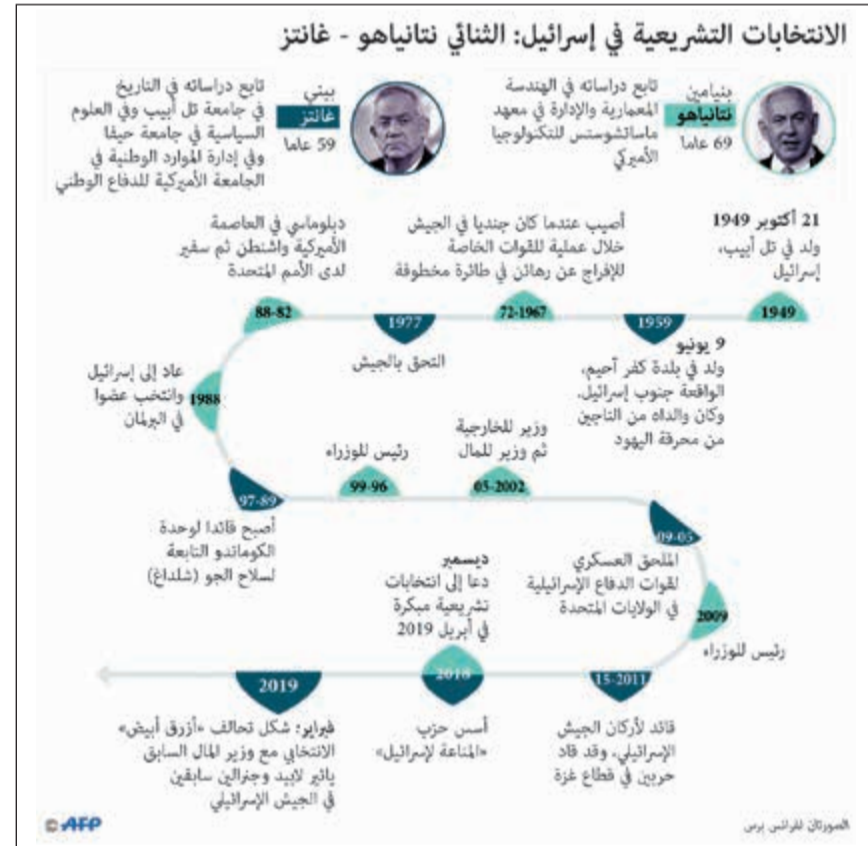 الانتخابات التشريعية في إسرائيل: الثنائي نتانياهو - غانتز
بنيامين
نتانياهو
69 عاما
تابع دراساته في الهندسة
المعمارية والإدارة في معهد
ماساتشوستس للتكنولوجيا
الأميركي
بيني
غانتز
59 عاما
تابع دراساته في التاريخ
في جامعة تل أبيب وفي العلوم
السياسية في جامعة حيفا
وفي إدارة الموارد الوطنية في
الجامعة الأميركية للدفاع الوطني
21 أكتوبر 1949
ولد في تل أبيب،
إسرائيل
1949
1959
9 يونيو
ولد في بلدة كفر آحيم،
الواقعة جنوب إسرائيل.
وكان والداه من الناجين
من محرقة اليهود
أصيب عندما كان جنديا في الجيش
خلال عملية للقوات الخاصة
للإفراج عن رهائن في طائرة مخطوفة
72-1967
1977
التحق بالجيش
دبلوماسي في العاصمة
الأميركية واشنطن ثم سفير
لدى الأمم المتحدة
88-82
1988
عاد إلى إسرائيل
وانتخب عضوا
في البرلمان
97-89
أصبح قائدا لوحدة
الكوماندو التابعة
لسلاح الجو (شلداغ)
رئيس للوزراء
99-96
وزير للخارجية
ثم وزير للمال
05-2002
09-05
الملحق العسكري
لقوات الدفاع الإسرائيلية
في الولايات المتحدة
2009
رئيس للوزراء
15-2011
قائد لأركان الجيش
الإسرائيلي، وقد قاد
حربين في قطاع غزة
ديسمبر
دعا إلى انتخابات
تشريعية مبكرة
في أبريل 2019
2018
أسس حزب
«المناعة لإسرائيل»
2019
فبراير: شكل تحالف «أزرق أبيض»
الانتخابي مع وزير المال السابق
يائير لابيد وجنرالين سابقين
في الجيش الإسرائيلي
الصورتان لفرانس برس
© AFP